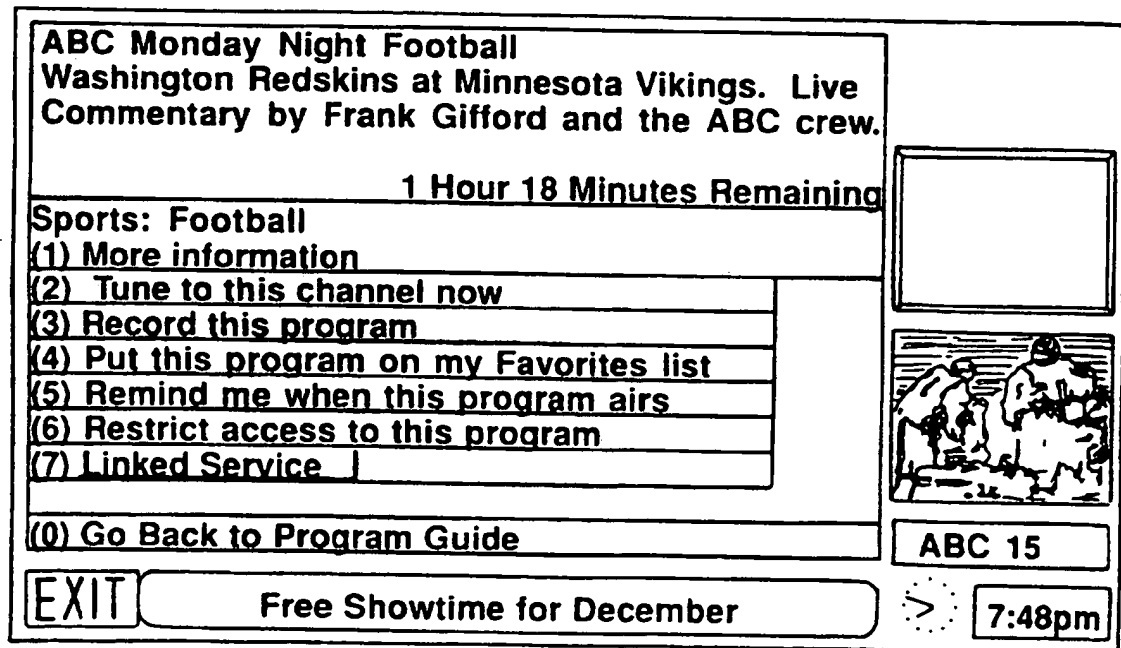 ABC Monday Night Football
Washington Redskins at Minnesota Vikings. Live
Commentary by Frank Gifford and the ABC crew.
1 Hour 18 Minutes Remaining
Sports: Football
(1) More information
(2) Tune to this channel now
(3) Record this program
(4) Put this program on my Favorites list
(5) Remind me when this program airs
(6) Restrict access to this program
(7) Linked Service
(0) Go Back to Program Guide
ABC 15
EXIT
Free Showtime for December
7:48pm